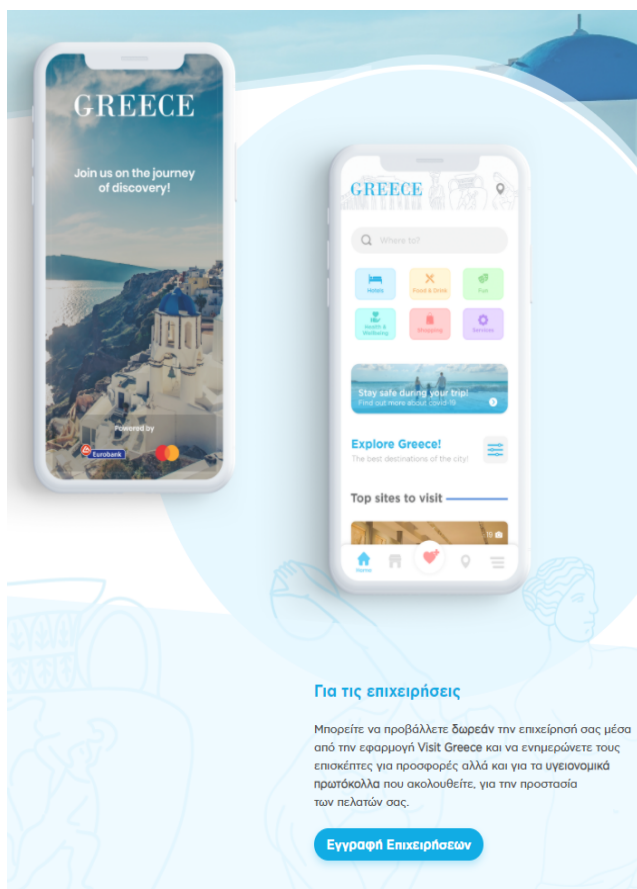 GREECE
Join us on the journey
of discovery!
Powered by
Eurobank
GREECE
Where to?
Hotels
Food & Drink
Fun
Health &
Wellbeing
Shopping
Services
Stay safe during your trip!
Find out more about covid-19
Explore Greece!
The best destinations of the city!
Top sites to visit
19
Home
Για τις επιχειρήσεις
Μπορείτε να προβάλλετε δωρεάν την επιχείρησή σας μέσα
από την εφαρμογή Visit Greece και να ενημερώνετε τους
επισκέπτες για προσφορές αλλά και για τα υγειονομικά
πρωτόκολλα που ακολουθείτε, για την προστασία
των πελατών σας.
Εγγραφή Επιχειρήσεων